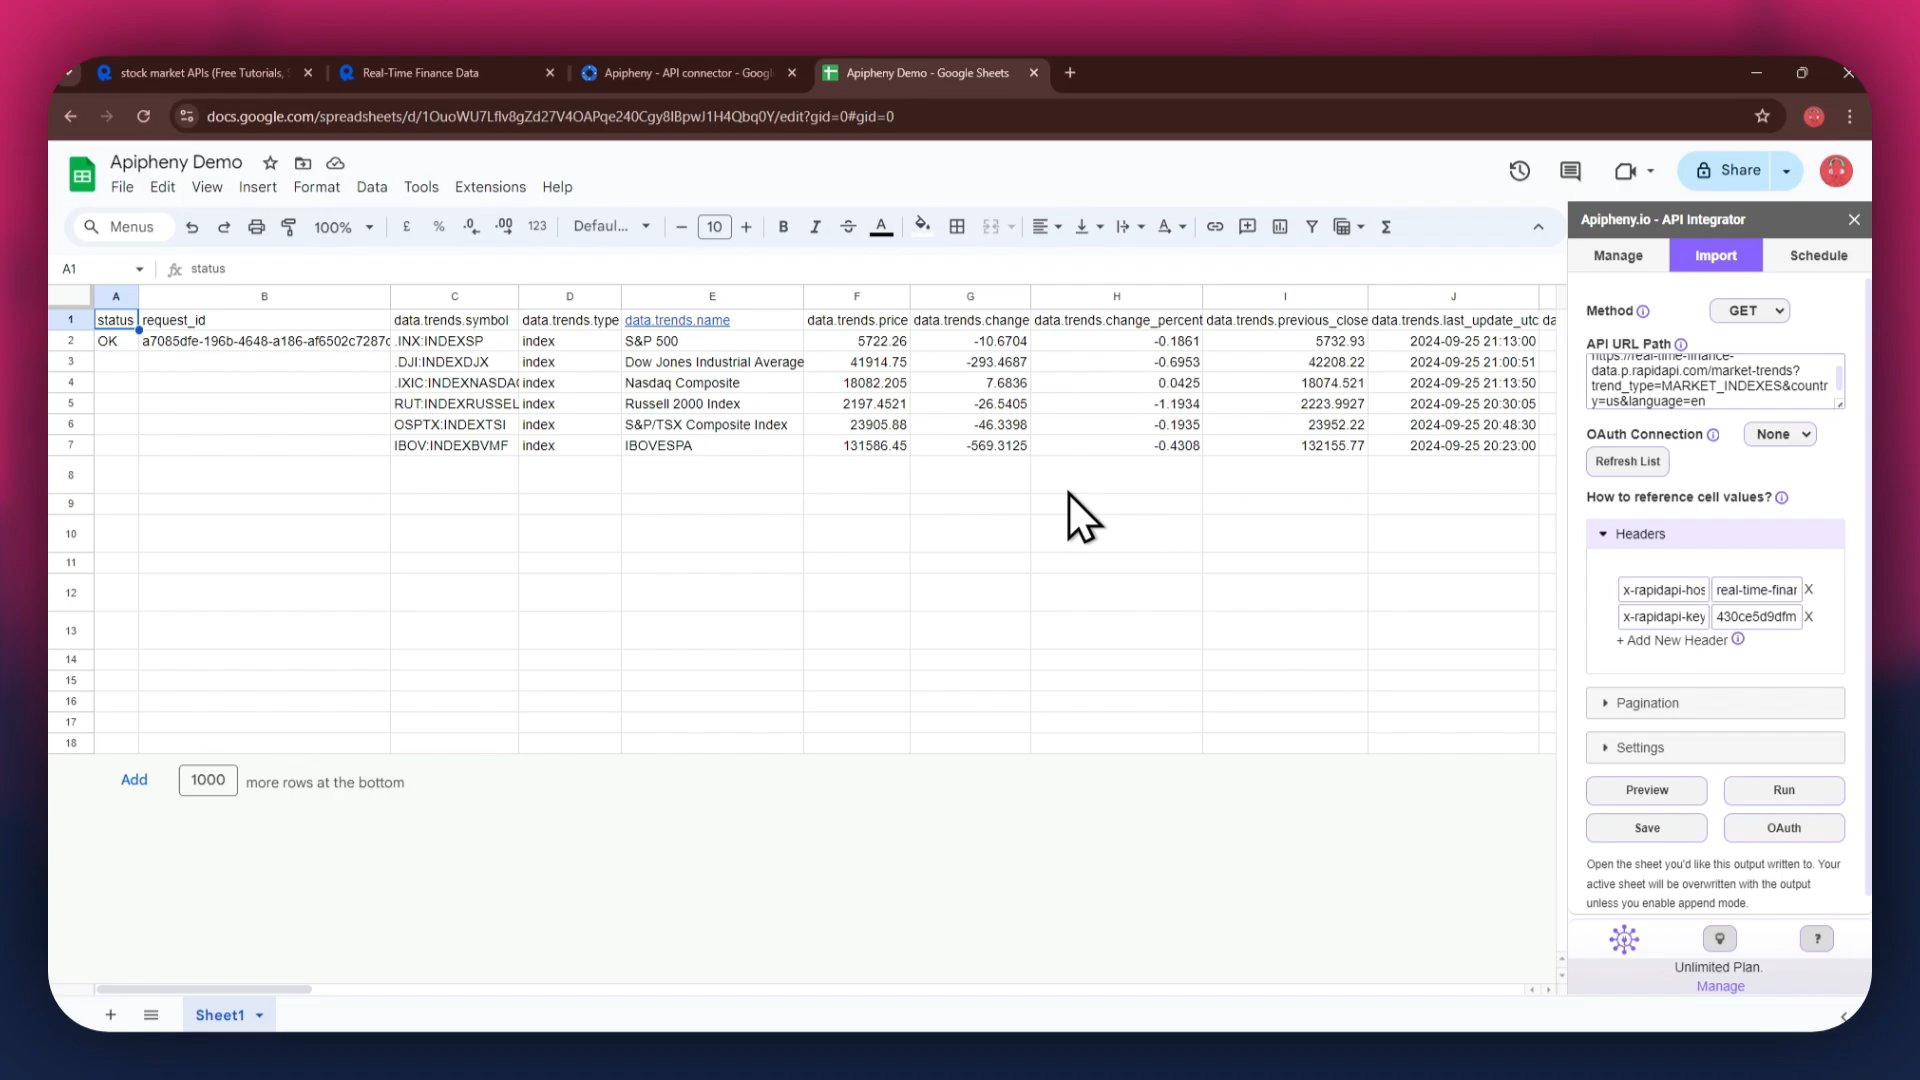 stock market APIs (Free Tutorials,
Real-Time Finance Data
Apipheny - API connector - Googl
Apipheny Demo - Google Sheets
docs.google.com/spreadsheets/d/1OuoWU7Lflv8gZd27V4OAPqe240Cgy8IBpwJ1H4Qbq0Y/edit?gid=0#gid=0
Apipheny Demo
File Edit View Insert Format Data Tools Extensions Help
Share
Menus 100% £ % .0 .00 123 Defaul... 10 B I A Σ
A1 fx status
A B C D E F G H I J
1 status request_id data.trends.symbol data.trends.type data.trends.name data.trends.price data.trends.change data.trends.change_percent data.trends.previous_close data.trends.last_update_utc da
2 OK a7085dfe-196b-4648-a186-af6502c7287c .INX:INDEXSP index S&P 500 5722.26 -10.6704 -0.1861 5732.93 2024-09-25 21:13:00
3 .DJI:INDEXDJX index Dow Jones Industrial Average 41914.75 -293.4687 -0.6953 42208.22 2024-09-25 21:00:51
4 .IXIC:INDEXNASDAQ index Nasdaq Composite 18082.205 7.6836 0.0425 18074.521 2024-09-25 21:13:50
5 RUT:INDEXRUSSEL index Russell 2000 Index 2197.4521 -26.5405 -1.1934 2223.9927 2024-09-25 20:30:05
6 OSPTX:INDEXTSI index S&P/TSX Composite Index 23905.88 -46.3398 -0.1935 23952.22 2024-09-25 20:48:30
7 IBOV:INDEXBVMF index IBOVESPA 131586.45 -569.3125 -0.4308 132155.77 2024-09-25 20:23:00
8
9
10
11
12
13
14
15
16
17
18
Add 1000 more rows at the bottom
Sheet1
Apipheny.io - API Integrator
Manage Import Schedule
Method GET
API URL Path
https://real-time-finance-
data.p.rapidapi.com/market-trends?
trend_type=MARKET_INDEXES&countr
y=us&language=en
OAuth Connection None
Refresh List
How to reference cell values?
Headers
x-rapidapi-hos real-time-finar X
x-rapidapi-key 430ce5d9dfm X
+ Add New Header
Pagination
Settings
Preview Run
Save OAuth
Open the sheet you'd like this output written to. Your
active sheet will be overwritten with the output
unless you enable append mode.
?
Unlimited Plan.
Manage